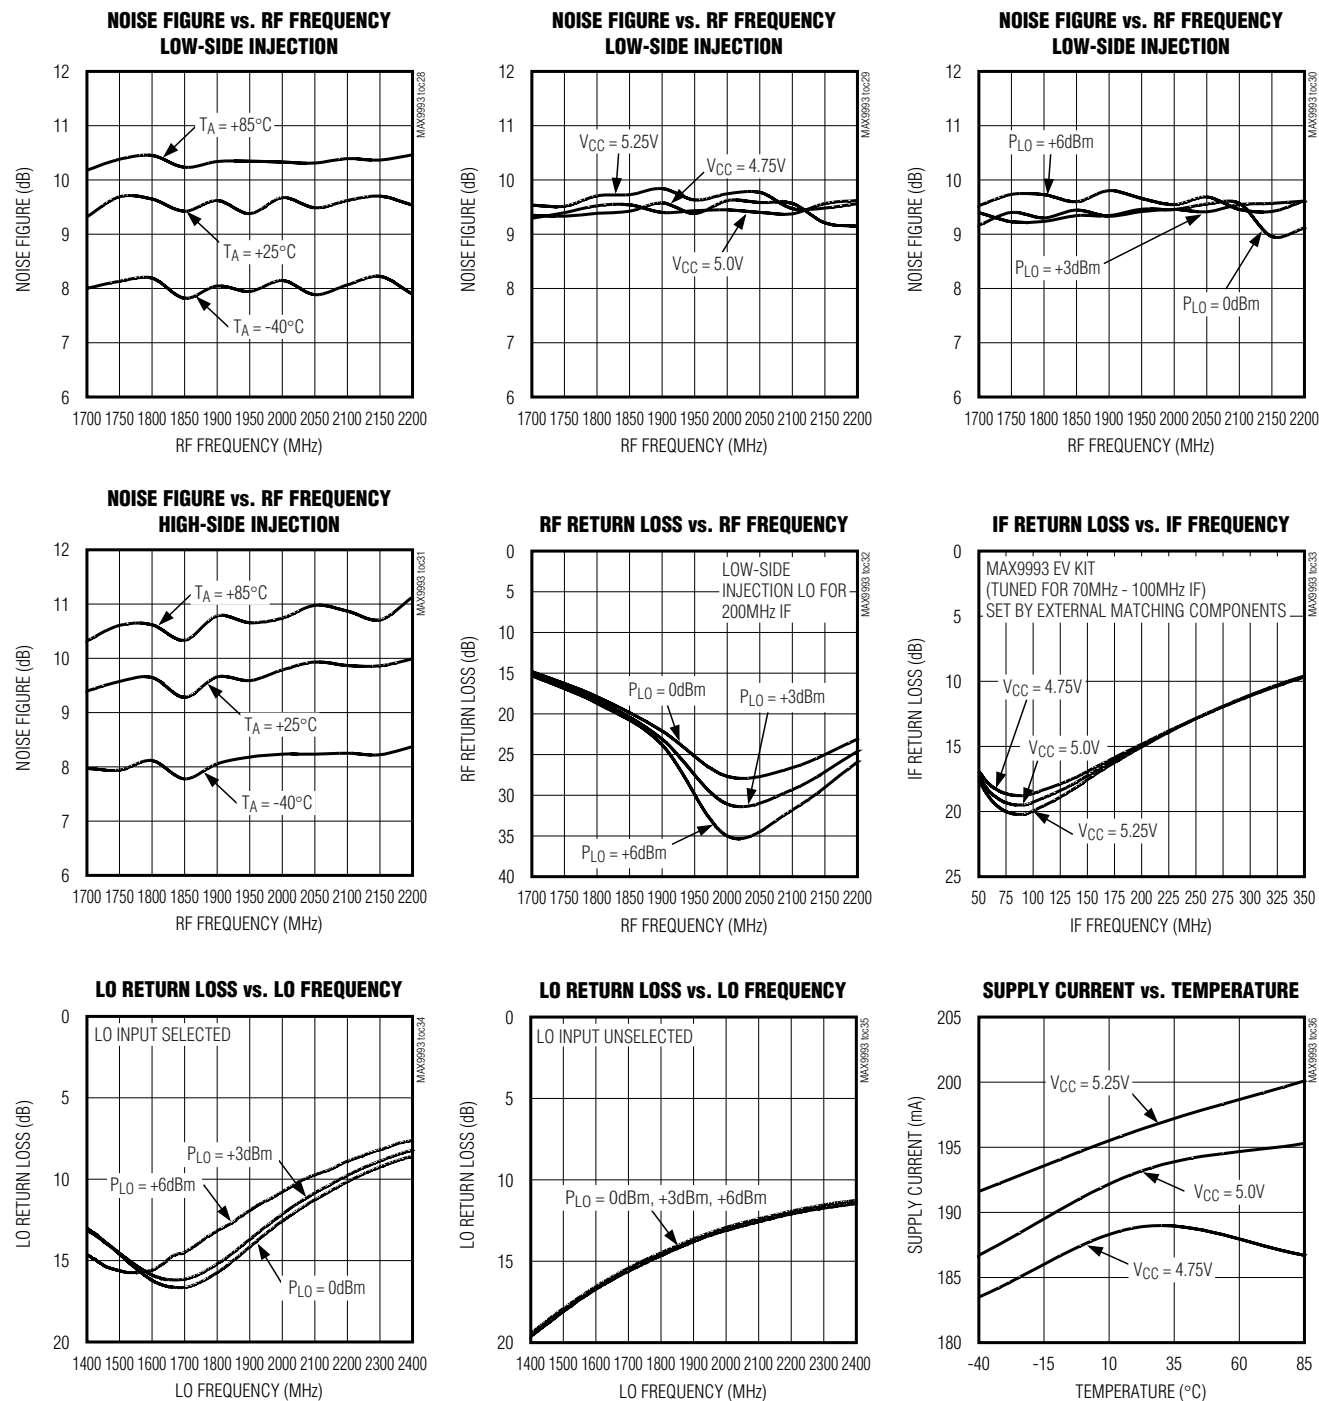 NOISE FIGURE vs. RF FREQUENCY
LOW-SIDE INJECTION
12
11
10
9
8
7
6
NOISE FIGURE (dB)
TA = +85°C
TA = +25°C
TA = -40°C
MAX9993 toc28
1700 1750 1800 1850 1900 1950 2000 2050 2100 2150 2200
RF FREQUENCY (MHz)
NOISE FIGURE vs. RF FREQUENCY
LOW-SIDE INJECTION
12
11
10
9
8
7
6
NOISE FIGURE (dB)
VCC = 5.25V
VCC = 4.75V
VCC = 5.0V
MAX9993 toc29
1700 1750 1800 1850 1900 1950 2000 2050 2100 2150 2200
RF FREQUENCY (MHz)
NOISE FIGURE vs. RF FREQUENCY
LOW-SIDE INJECTION
12
11
10
9
8
7
6
NOISE FIGURE (dB)
PLO = +6dBm
PLO = +3dBm
PLO = 0dBm
MAX9993 toc30
1700 1750 1800 1850 1900 1950 2000 2050 2100 2150 2200
RF FREQUENCY (MHz)
NOISE FIGURE vs. RF FREQUENCY
HIGH-SIDE INJECTION
12
11
10
9
8
7
6
NOISE FIGURE (dB)
TA = +85°C
TA = +25°C
TA = -40°C
MAX9993 toc31
1700 1750 1800 1850 1900 1950 2000 2050 2100 2150 2200
RF FREQUENCY (MHz)
RF RETURN LOSS vs. RF FREQUENCY
0
5
10
15
20
25
30
35
40
RF RETURN LOSS (dB)
LOW-SIDE
INJECTION LO FOR
200MHz IF
PLO = 0dBm
PLO = +3dBm
PLO = +6dBm
MAX9993 toc32
1700 1750 1800 1850 1900 1950 2000 2050 2100 2150 2200
RF FREQUENCY (MHz)
IF RETURN LOSS vs. IF FREQUENCY
0
5
10
15
20
25
IF RETURN LOSS (dB)
MAX9993 EV KIT
(TUNED FOR 70MHz - 100MHz IF)
SET BY EXTERNAL MATCHING COMPONENTS
VCC = 4.75V
VCC = 5.0V
VCC = 5.25V
MAX9993 toc33
50 75 100 125 150 175 200 225 250 275 300 325 350
IF FREQUENCY (MHz)
LO RETURN LOSS vs. LO FREQUENCY
0
5
10
15
20
LO RETURN LOSS (dB)
LO INPUT SELECTED
PLO = +3dBm
PLO = +6dBm
PLO = 0dBm
MAX9993 toc34
1400 1500 1600 1700 1800 1900 2000 2100 2200 2300 2400
LO FREQUENCY (MHz)
LO RETURN LOSS vs. LO FREQUENCY
0
5
10
15
20
LO RETURN LOSS (dB)
LO INPUT UNSELECTED
PLO = 0dBm, +3dBm, +6dBm
MAX9993 toc35
1400 1500 1600 1700 1800 1900 2000 2100 2200 2300 2400
LO FREQUENCY (MHz)
SUPPLY CURRENT vs. TEMPERATURE
205
200
195
190
185
180
SUPPLY CURRENT (mA)
VCC = 5.25V
VCC = 5.0V
VCC = 4.75V
MAX9993 toc36
-40 -15 10 35 60 85
TEMPERATURE (°C)